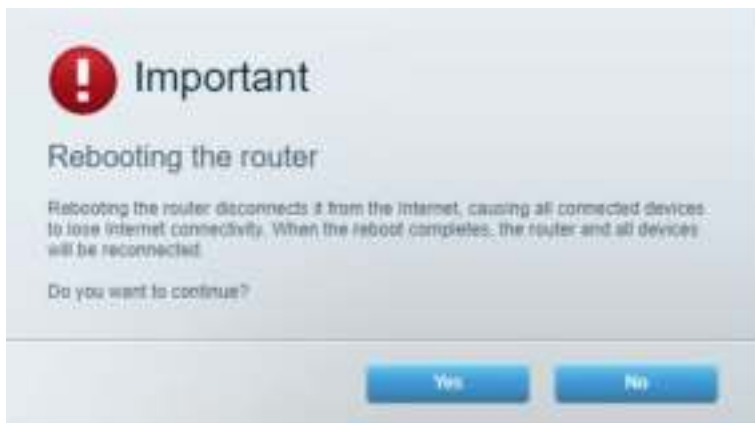 Important
Rebooting the router
Rebooting the router disconnects it from the Internet, causing all connected devices
to lose Internet connectivity. When the reboot completes, the router and all devices
will be reconnected.
Do you want to continue?
Yes
No